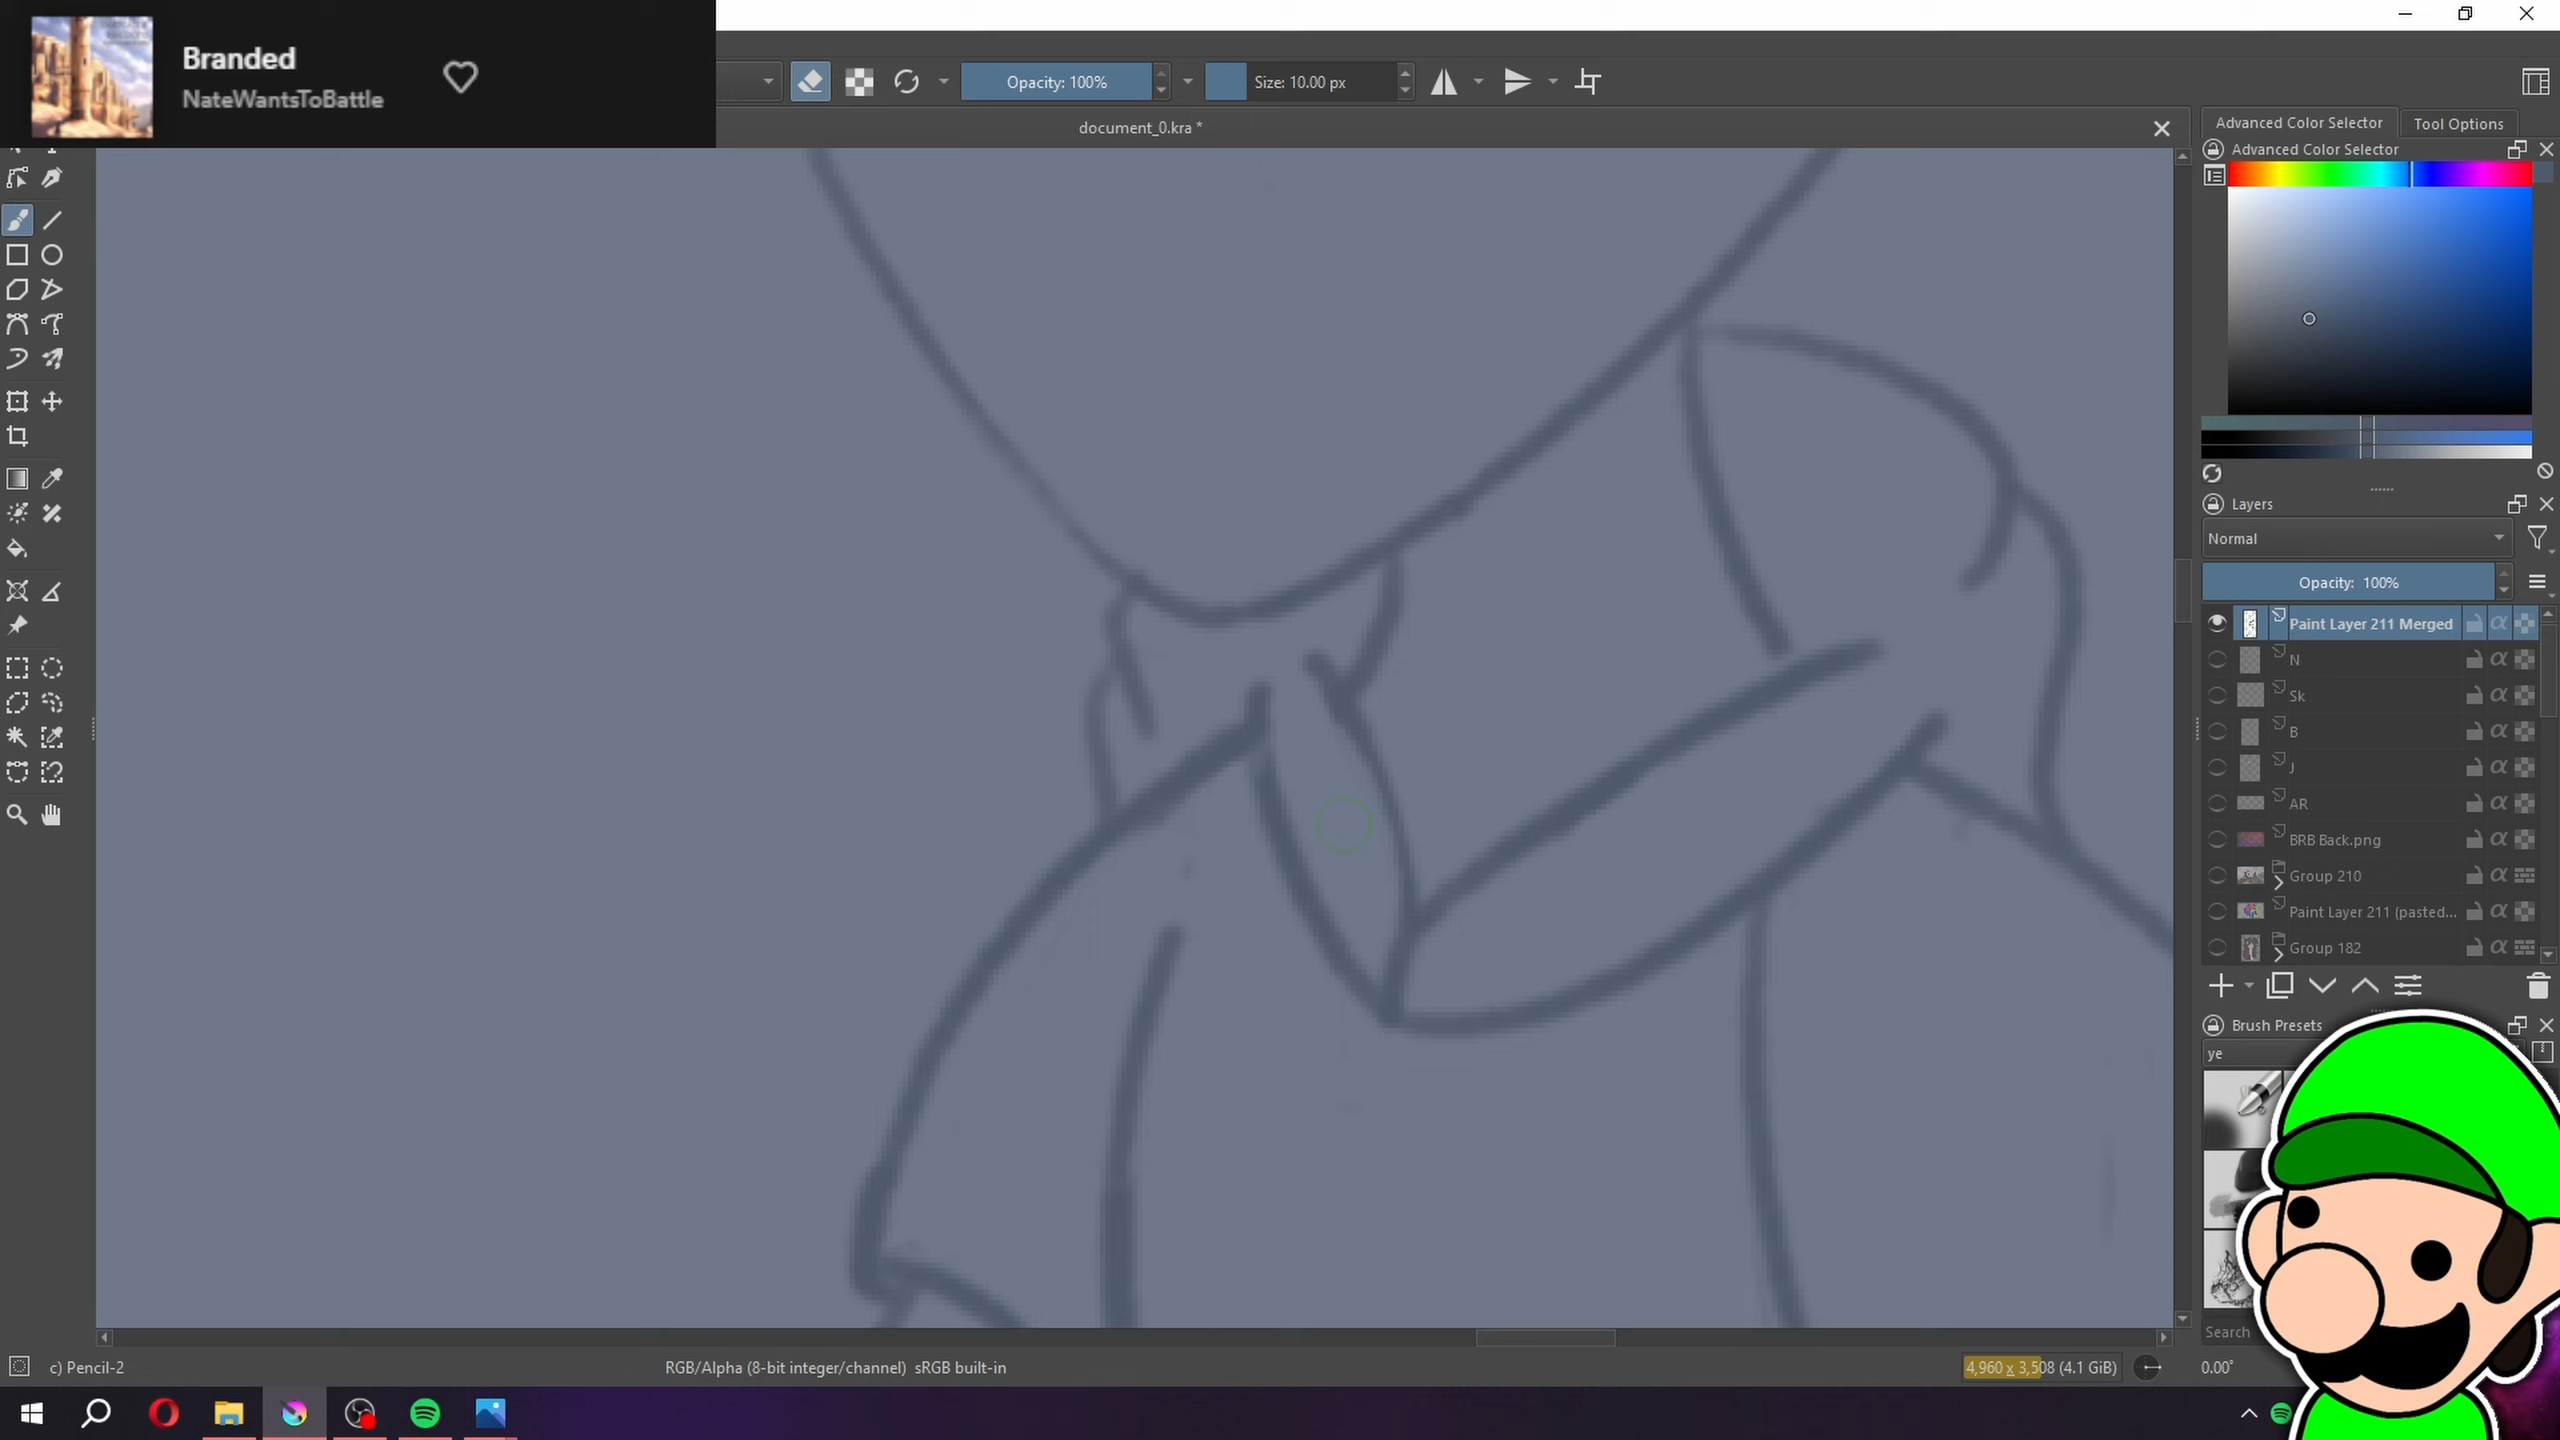 Branded
NateWantsToBattle
Opacity: 100%
Size: 10.00 px
document_0.kra *
Advanced Color Selector
Tool Options
Advanced Color Selector
Layers
Normal
Opacity: 100%
Paint Layer 211 Merged
N
Sk
B
J
AR
BRB Back.png
Group 210
Paint Layer 211 (pasted...
Group 182
Brush Presets
ye
Search
c) Pencil-2
RGB/Alpha (8-bit integer/channel) sRGB built-in
4,960 x 3,508 (4.1 GiB)
0.00°